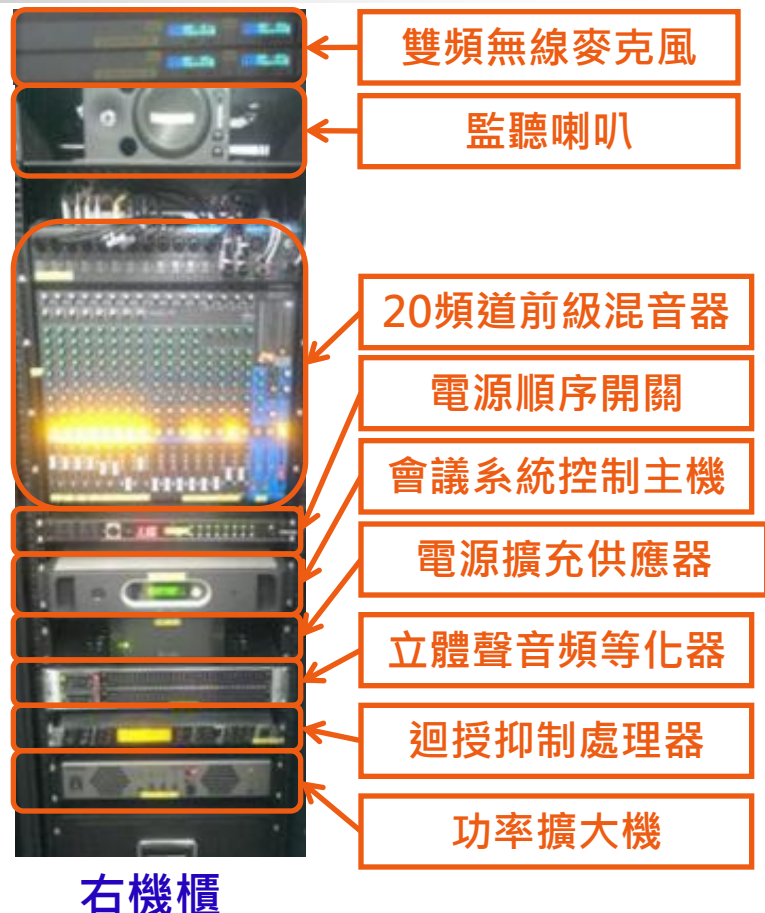 雙頻無線麥克風
監聽喇叭
20頻道前級混音器
電源順序開關
會議系統控制主機
電源擴充供應器
立體聲音頻等化器
迴授抑制處理器
功率擴大機
右機櫃